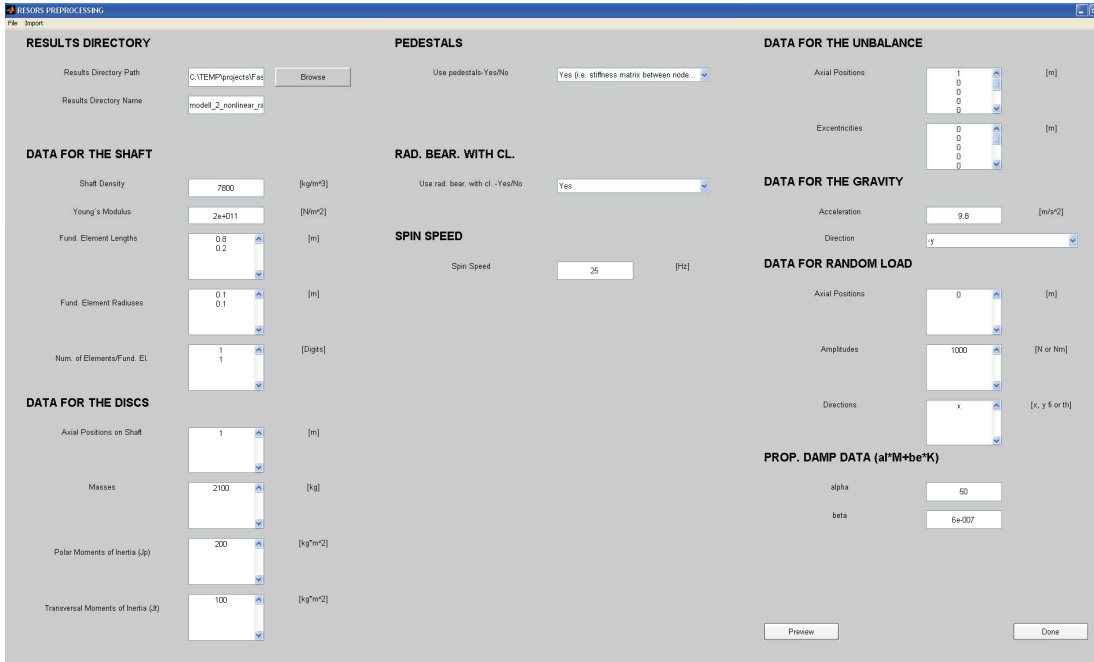 RESORS PREPROCESSING
File Import
RESULTS DIRECTORY
Results Directory Path C:\TEMP\projects\Fas Browse
Results Directory Name modell_2_nonlinear_ra
DATA FOR THE SHAFT
Shaft Density 7800 [kg/m^3]
Young's Modulus 2e+011 [N/m^2]
Fund. Element Lengths 0.8 [m]
0.2
Fund. Element Radiuses 0.1 [m]
0.1
Num. of Elements/Fund. El. 1 [Digits]
1
DATA FOR THE DISCS
Axial Positions on Shaft 1 [m]
Masses 2100 [kg]
Polar Moments of Inertia (Jp) 200 [kg*m^2]
Transversal Moments of Inertia (Jt) 100 [kg*m^2]
PEDESTALS
Use pedestals-Yes/No Yes (i.e. stiffness matrix between node...
RAD. BEAR. WITH CL.
Use rad. bear. with cl. -Yes/No Yes
SPIN SPEED
Spin Speed 25 [Hz]
DATA FOR THE UNBALANCE
Axial Positions 1 [m]
0
0
0
0
Excentricities 0 [m]
0
0
0
0
DATA FOR THE GRAVITY
Acceleration 9.8 [m/s^2]
Direction -y
DATA FOR RANDOM LOAD
Axial Positions 0 [m]
Amplitudes 1000 [N or Nm]
Directions x [x, y fi or th]
PROP. DAMP DATA (al*M+be*K)
alpha 50
beta 6e-007
Preview Done